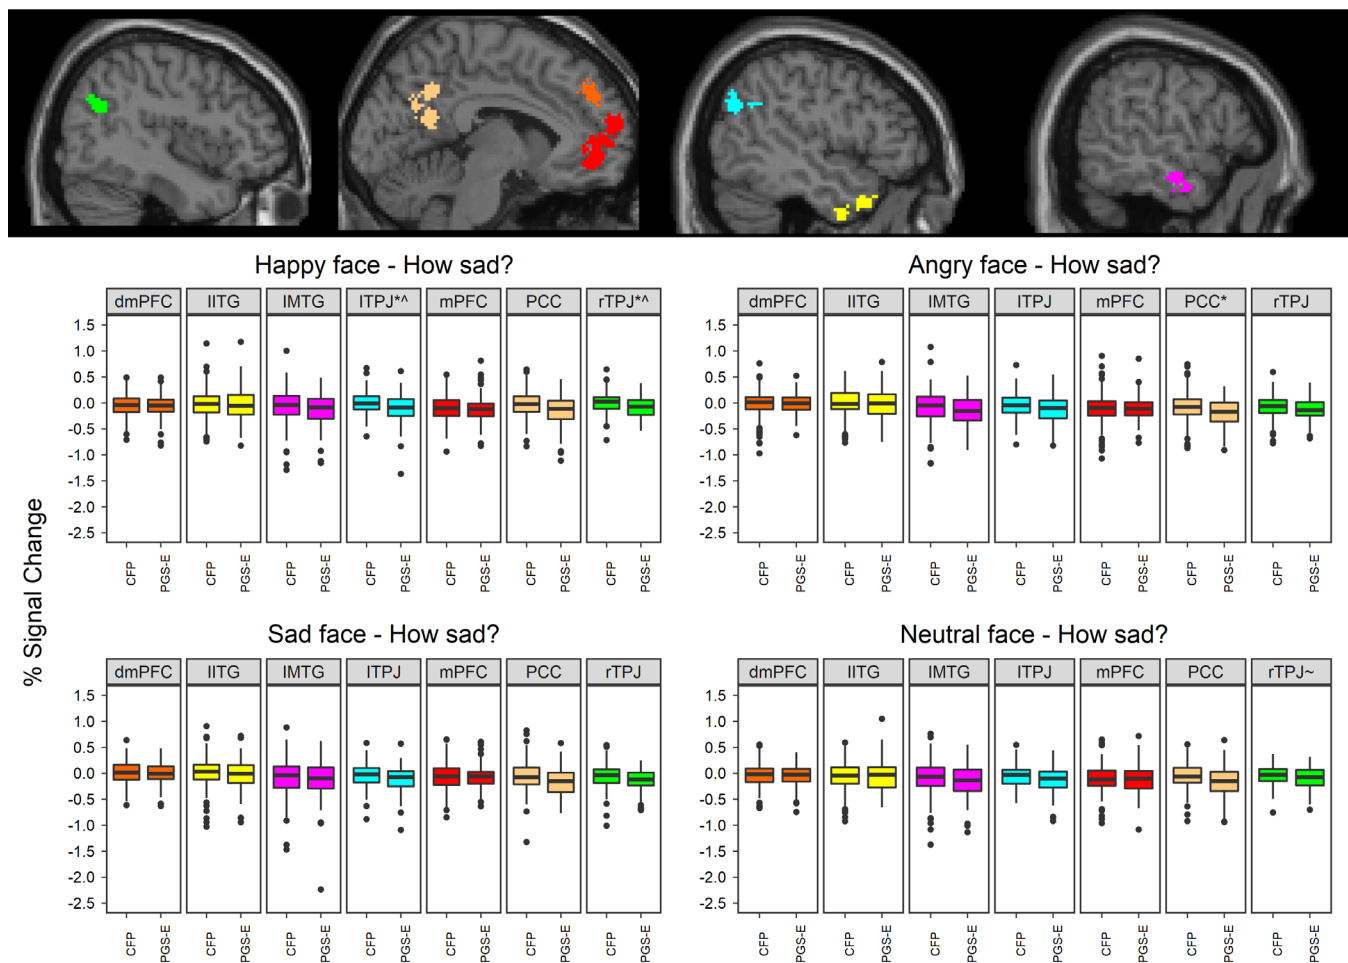 Happy face - How sad?
dmPFC lITG lMTG lTPJ*^ mPFC PCC rTPJ*^
1.5
1.0
0.5
0.0
-0.5
-1.0
-1.5
-2.0
-2.5
CFP PGS-E CFP PGS-E CFP PGS-E CFP PGS-E CFP PGS-E CFP PGS-E CFP PGS-E
Angry face - How sad?
dmPFC lITG lMTG lTPJ mPFC PCC* rTPJ
1.5
1.0
0.5
0.0
-0.5
-1.0
-1.5
-2.0
-2.5
CFP PGS-E CFP PGS-E CFP PGS-E CFP PGS-E CFP PGS-E CFP PGS-E CFP PGS-E
% Signal Change
Sad face - How sad?
dmPFC lITG lMTG lTPJ mPFC PCC rTPJ
1.5
1.0
0.5
0.0
-0.5
-1.0
-1.5
-2.0
-2.5
CFP PGS-E CFP PGS-E CFP PGS-E CFP PGS-E CFP PGS-E CFP PGS-E CFP PGS-E
Neutral face - How sad?
dmPFC lITG lMTG lTPJ mPFC PCC rTPJ~
1.5
1.0
0.5
0.0
-0.5
-1.0
-1.5
-2.0
-2.5
CFP PGS-E CFP PGS-E CFP PGS-E CFP PGS-E CFP PGS-E CFP PGS-E CFP PGS-E